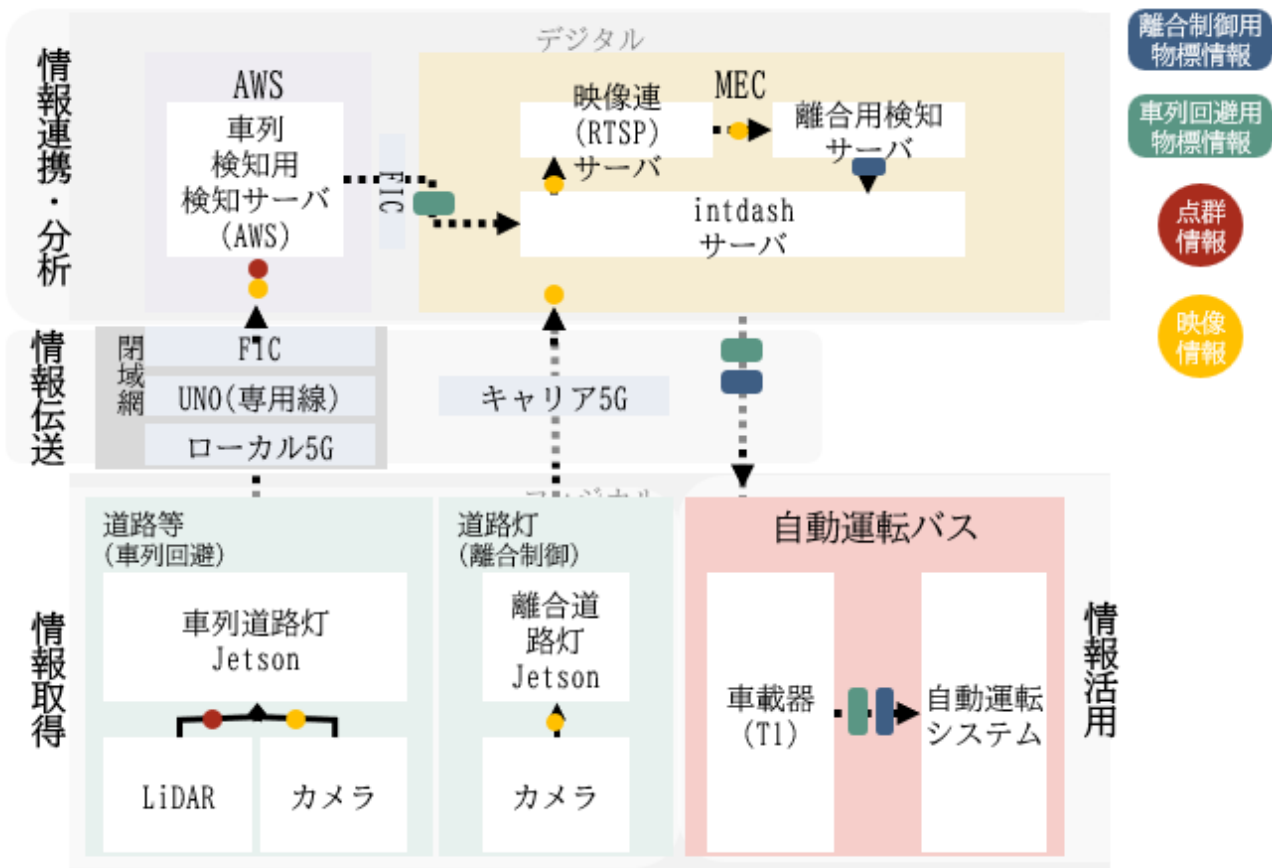 デジタル
情報連携・分析
AWS
車列
検知用
検知サーバ
(AWS)
FIC
MEC
映像連
(RTSP)
サーバ
離合用検知
サーバ
intdash
サーバ
離合制御用
物標情報
車列回避用
物標情報
点群
情報
映像
情報
情報伝送
閉域網
FIC
UNO(専用線)
ローカル5G
キャリア5G
情報取得
道路等
(車列回避)
車列道路灯
Jetson
LiDAR
カメラ
道路灯
(離合制御)
離合道
路灯
Jetson
カメラ
自動運転バス
車載器
(T1)
自動運転
システム
情報活用